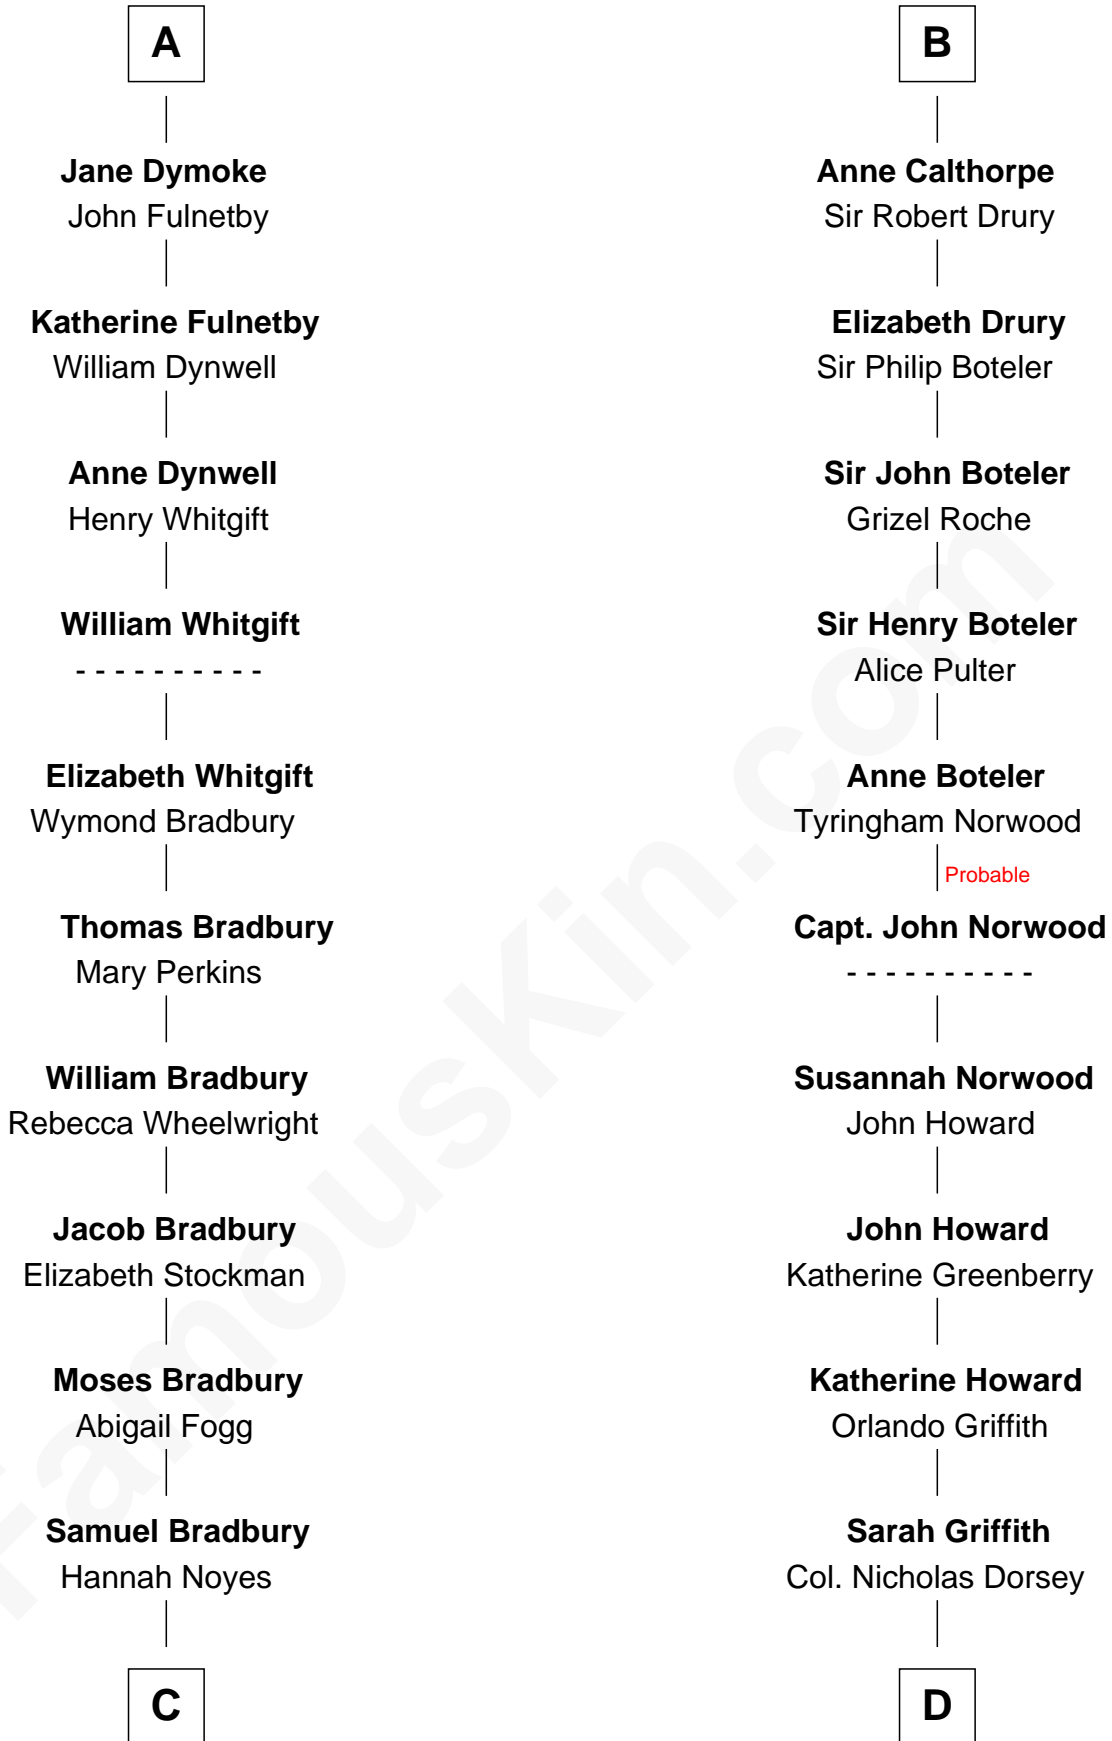 A
Jane Dymoke
John Fulnetby
Katherine Fulnetby
William Dynwell
Anne Dynwell
Henry Whitgift
William Whitgift
- - - - - - - - - -
Elizabeth Whitgift
Wymond Bradbury
Thomas Bradbury
Mary Perkins
William Bradbury
Rebecca Wheelwright
Jacob Bradbury
Elizabeth Stockman
Moses Bradbury
Abigail Fogg
Samuel Bradbury
Hannah Noyes
C
B
Anne Calthorpe
Sir Robert Drury
Elizabeth Drury
Sir Philip Boteler
Sir John Boteler
Grizel Roche
Sir Henry Boteler
Alice Pulter
Anne Boteler
Tyringham Norwood
Probable
Capt. John Norwood
- - - - - - - - - -
Susannah Norwood
John Howard
John Howard
Katherine Greenberry
Katherine Howard
Orlando Griffith
Sarah Griffith
Col. Nicholas Dorsey
D
FamousKin.com